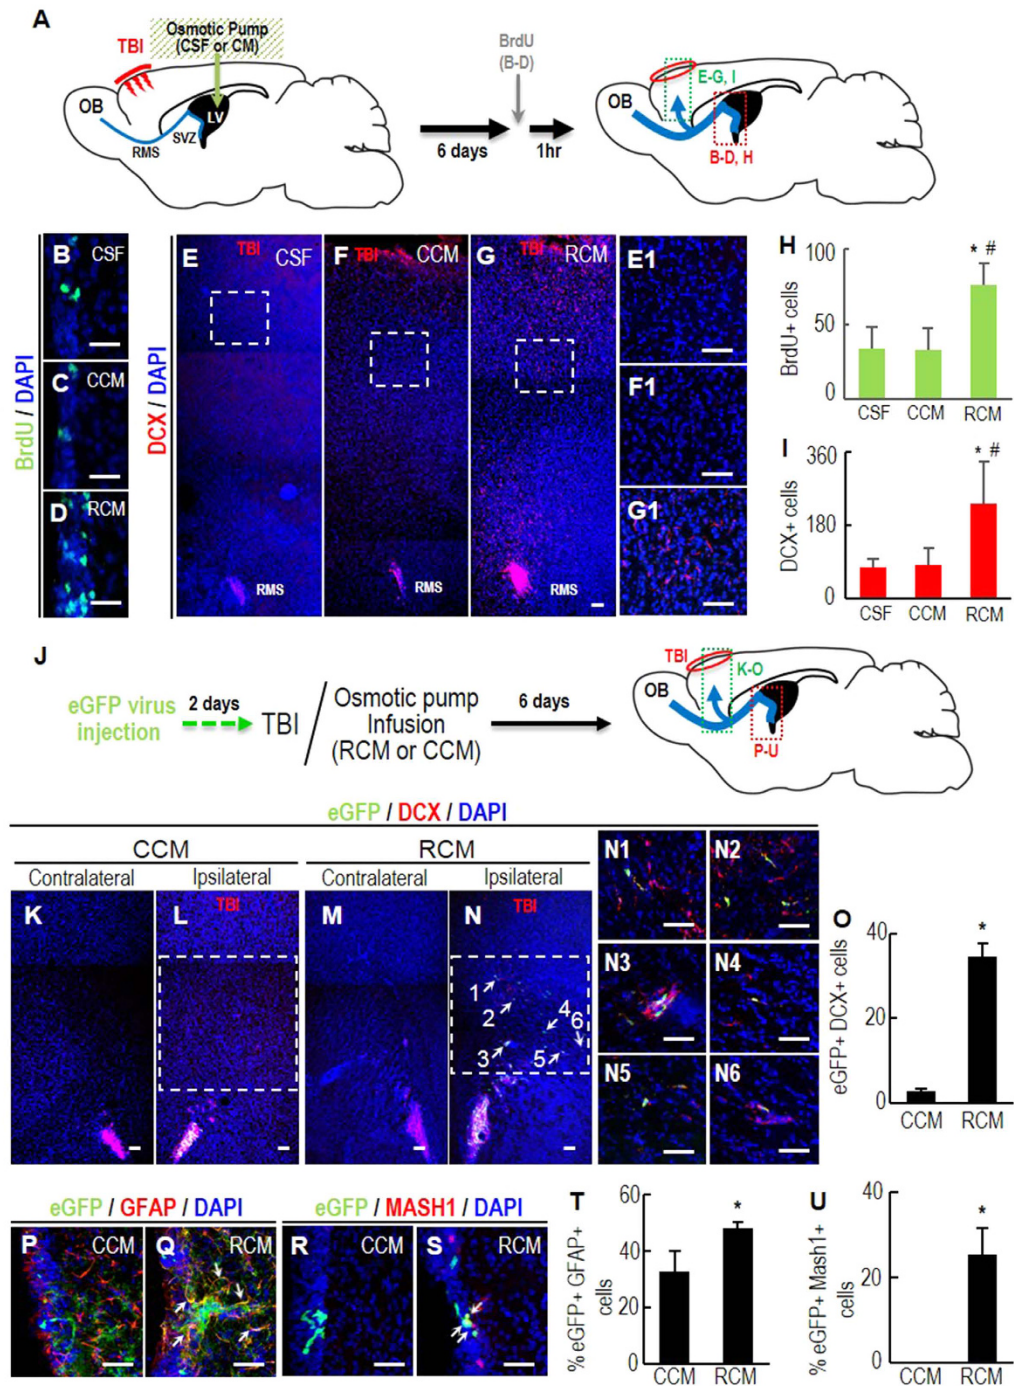 A
TBI
Osmotic Pump
(CSF or CM)
OB
RMS
SVZ
LV
6 days
BrdU
(B-D)
1hr
OB
E-G, I
B-D, H
BrdU / DAPI
B
CSF
C
CCM
D
RCM
DCX / DAPI
E
TBI
CSF
RMS
F
TBI
CCM
RMS
G
TBI
RCM
RMS
E1
F1
G1
H
BrdU+ cells
100
50
0
* #
CSF
CCM
RCM
I
DCX+ cells
360
180
0
* #
CSF
CCM
RCM
J
eGFP virus
injection
2 days
TBI
/
Osmotic pump
Infusion
(RCM or CCM)
6 days
TBI
OB
K-O
P-U
eGFP / DCX / DAPI
CCM
RCM
Contralateral
Ipsilateral
Contralateral
Ipsilateral
K
L
TBI
M
N
TBI
1
2
3
4
5
6
N1
N2
N3
N4
N5
N6
O
eGFP+ DCX+ cells
40
20
0
*
CCM
RCM
eGFP / GFAP / DAPI
P
CCM
Q
RCM
eGFP / MASH1 / DAPI
R
CCM
S
RCM
T
% eGFP+ GFAP+
cells
60
40
20
0
*
CCM
RCM
U
% eGFP+ Mash1+
cells
40
20
0
*
CCM
RCM